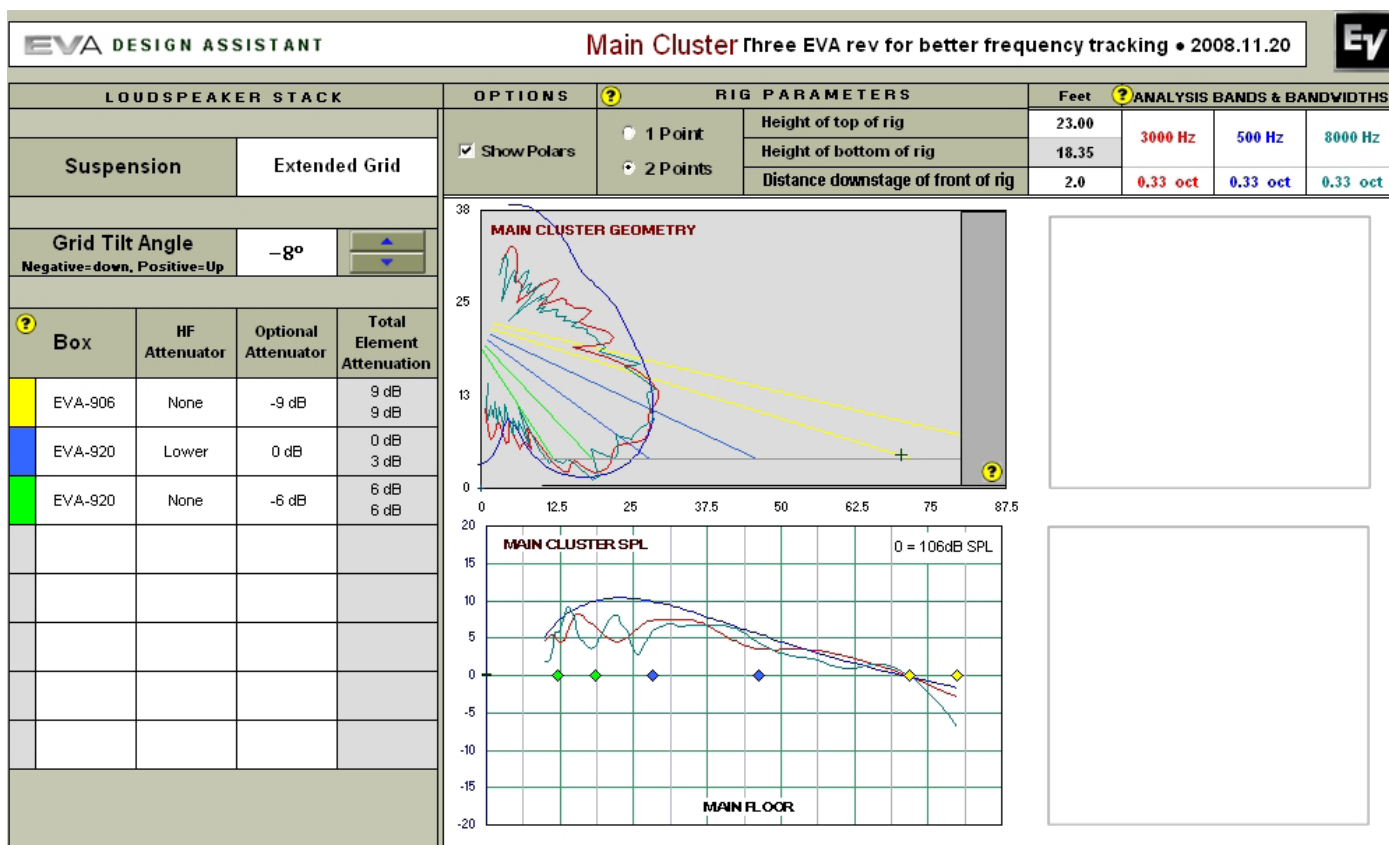 EVA DESIGN ASSISTANT
Main Cluster Three EVA rev for better frequency tracking • 2008.11.20
EV
LOUDSPEAKER STACK
OPTIONS
? RIG PARAMETERS
Feet
? ANALYSIS BANDS & BANDWIDTHS
Suspension
Extended Grid
Show Polars
1 Point
2 Points
Height of top of rig
23.00
Height of bottom of rig
18.35
Distance downstage of front of rig
2.0
3000 Hz
500 Hz
8000 Hz
0.33 oct
0.33 oct
0.33 oct
Grid Tilt Angle
Negative=down, Positive=Up
–8º
? Box
HF
Attenuator
Optional
Attenuator
Total
Element
Attenuation
EVA-906
None
-9 dB
9 dB
9 dB
EVA-920
Lower
0 dB
0 dB
3 dB
EVA-920
None
-6 dB
6 dB
6 dB
MAIN CLUSTER GEOMETRY
38
25
13
0
?
0 12.5 25 37.5 50 62.5 75 87.5
MAIN CLUSTER SPL
0 = 106dB SPL
20
15
10
5
0
-5
-10
-15
-20
MAIN FLOOR